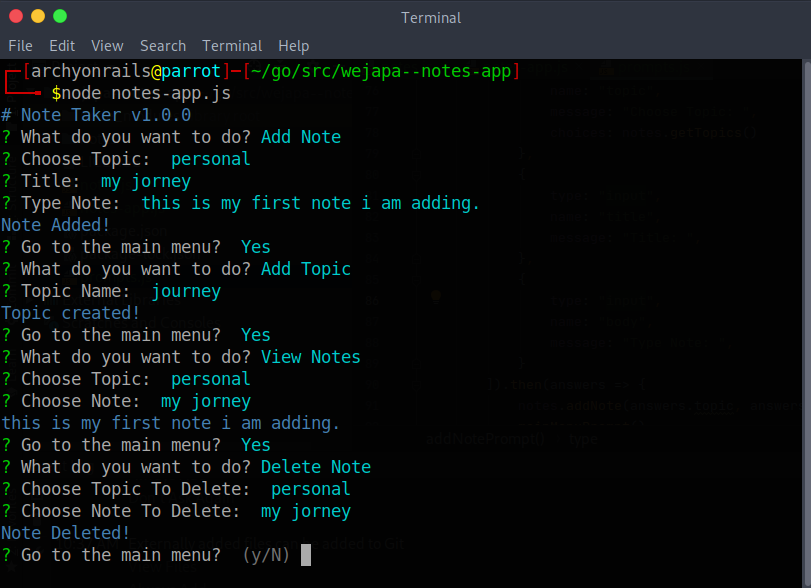 Terminal
File Edit View Search Terminal Help
[archyonrails@parrot]─[~/go/src/wejapa--notes-app]
$node notes-app.js
# Note Taker v1.0.0
? What do you want to do? Add Note
? Choose Topic: personal
? Title: my jorney
? Type Note: this is my first note i am adding.
Note Added!
? Go to the main menu? Yes
? What do you want to do? Add Topic
? Topic Name: journey
Topic created!
? Go to the main menu? Yes
? What do you want to do? View Notes
? Choose Topic: personal
? Choose Note: my jorney
this is my first note i am adding.
? Go to the main menu? Yes
? What do you want to do? Delete Note
? Choose Topic To Delete: personal
? Choose Note To Delete: my jorney
Note Deleted!
? Go to the main menu? (y/N)